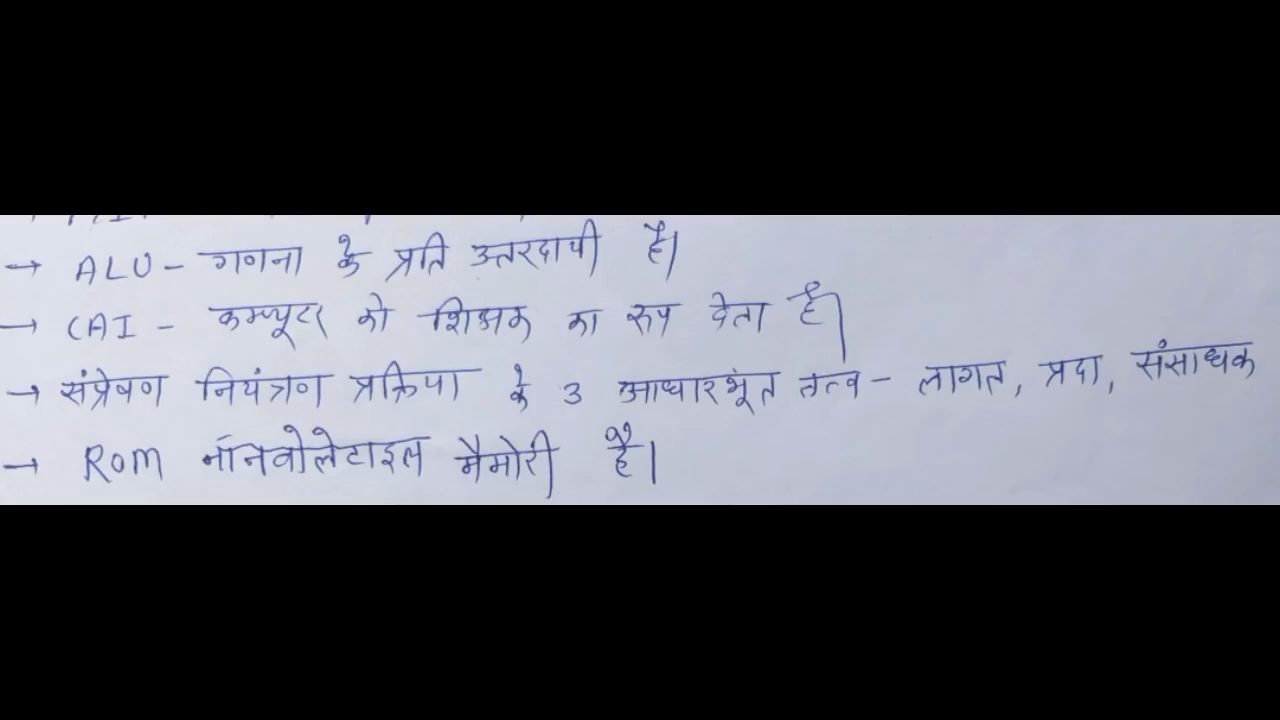 → ALU - गणना के प्रति उत्तरदायी है।
→ CAI - कम्प्यूटर को शिक्षक का रूप देता है।
→ संप्रेषण नियंत्रण प्रक्रिया के 3 आधारभूत तत्व - लागत, प्रदा, संसाधक
→ ROM नॉनवोलेटाइल मैमोरी है।